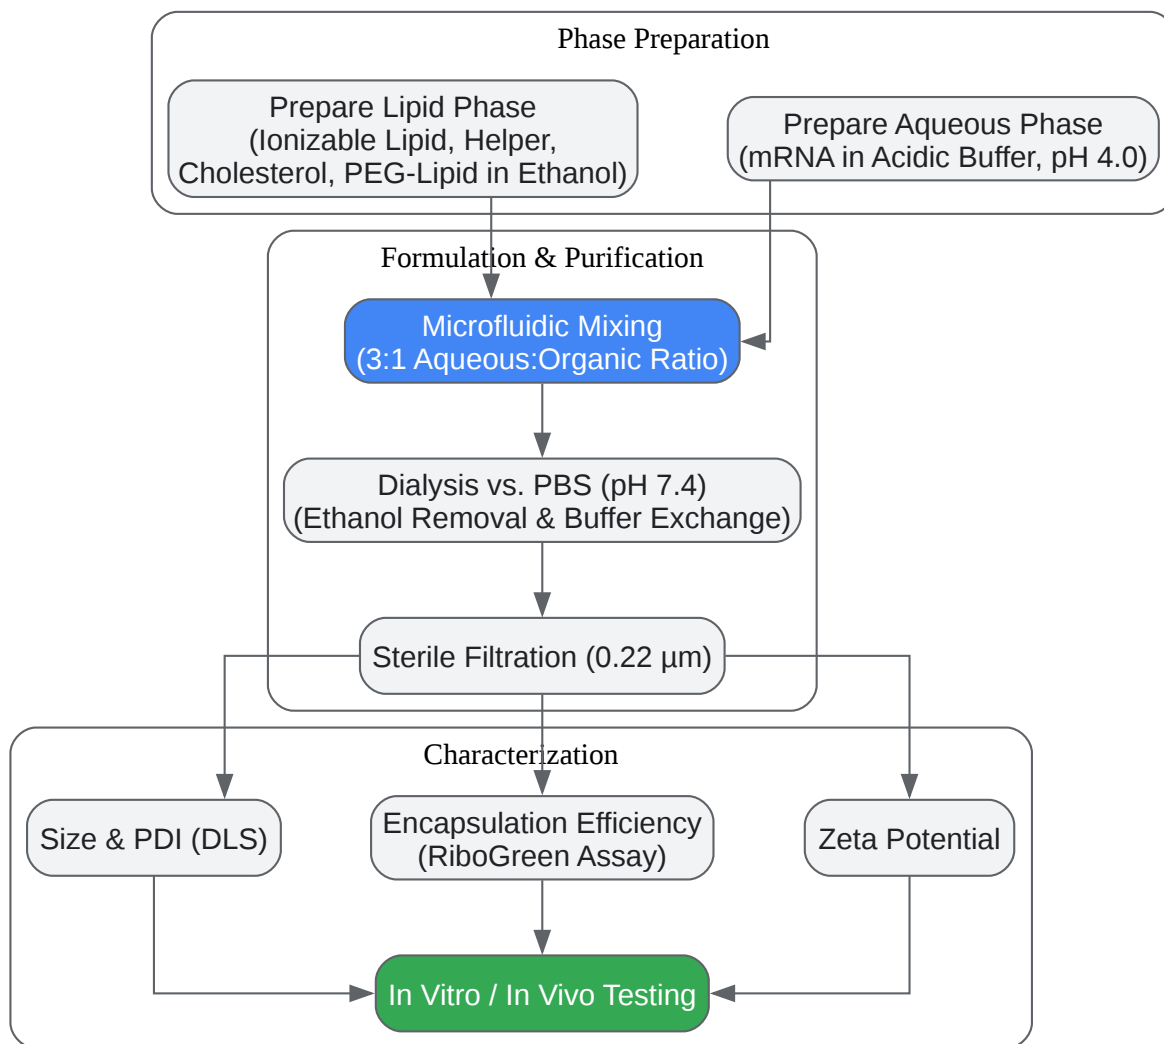 Phase Preparation
Prepare Lipid Phase
(Ionizable Lipid, Helper,
Cholesterol, PEG-Lipid in Ethanol)
Prepare Aqueous Phase
(mRNA in Acidic Buffer, pH 4.0)
Formulation & Purification
Microfluidic Mixing
(3:1 Aqueous:Organic Ratio)
Dialysis vs. PBS (pH 7.4)
(Ethanol Removal & Buffer Exchange)
Sterile Filtration (0.22 µm)
Characterization
Size & PDI (DLS)
Encapsulation Efficiency
(RiboGreen Assay)
Zeta Potential
In Vitro / In Vivo Testing